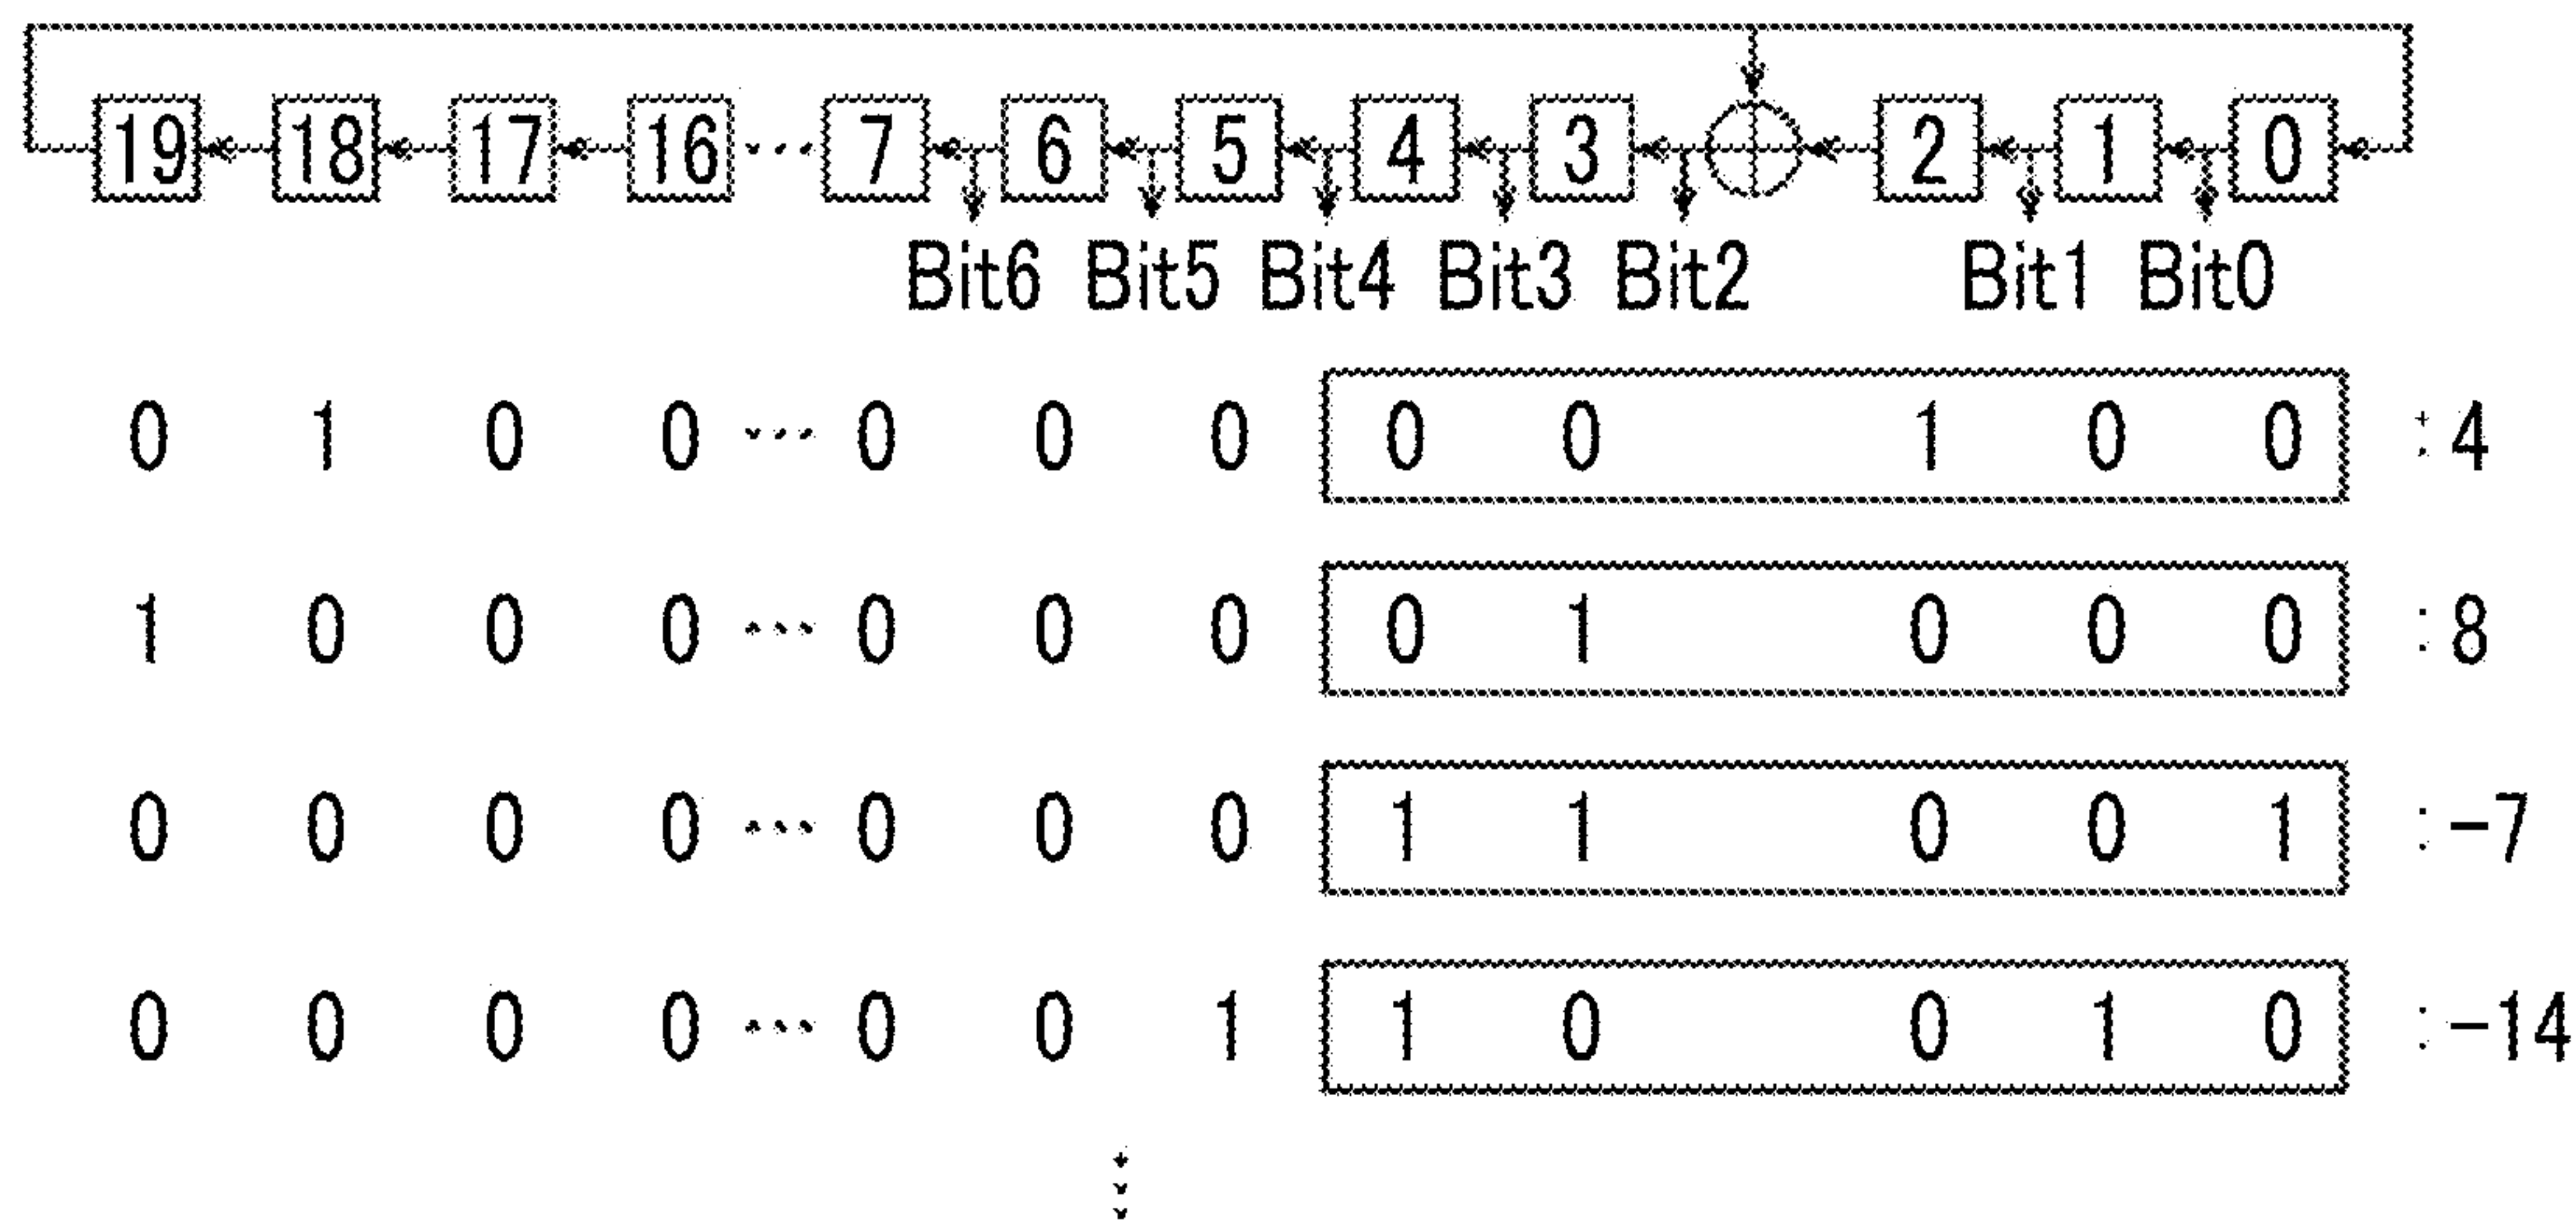 19 18 17 16 ... 7 6 5 4 3 2 1 0
Bit6 Bit5 Bit4 Bit3 Bit2 Bit1 Bit0
0 1 0 0 ... 0 0 0 0 0 1 0 0 : 4
1 0 0 0 ... 0 0 0 0 1 0 0 0 : 8
0 0 0 0 ... 0 0 0 1 1 0 0 1 : -7
0 0 0 0 ... 0 0 1 1 0 0 1 0 : -14